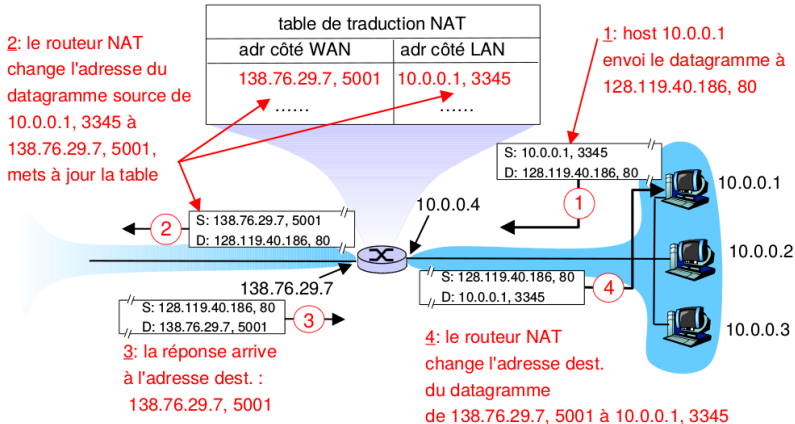 table de traduction NAT
adr côté WAN
adr côté LAN
138.76.29.7, 5001
10.0.0.1, 3345
......
......
2: le routeur NAT
change l'adresse du
datagramme source de
10.0.0.1, 3345 à
138.76.29.7, 5001,
mets à jour la table
1: host 10.0.0.1
envoi le datagramme à
128.119.40.186, 80
S: 10.0.0.1, 3345
D: 128.119.40.186, 80
1
10.0.0.1
10.0.0.4
2
S: 138.76.29.7, 5001
D: 128.119.40.186, 80
10.0.0.2
138.76.29.7
S: 128.119.40.186, 80
D: 10.0.0.1, 3345
4
S: 128.119.40.186, 80
D: 138.76.29.7, 5001
3
10.0.0.3
3: la réponse arrive
à l'adresse dest. :
138.76.29.7, 5001
4: le routeur NAT
change l'adresse dest.
du datagramme
de 138.76.29.7, 5001 à 10.0.0.1, 3345